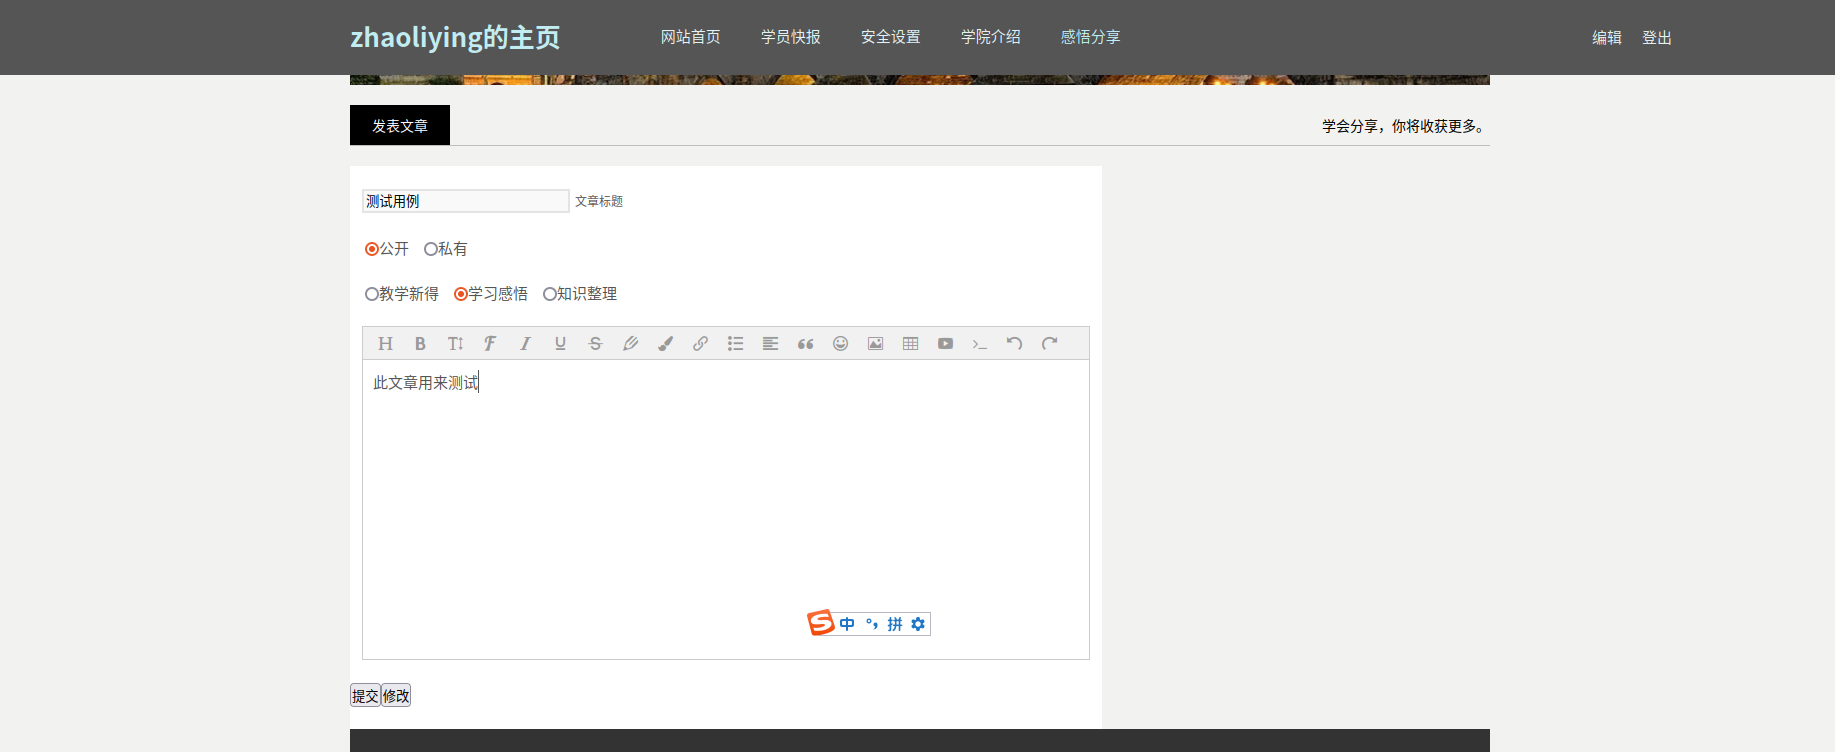 zhaoliying的主页 网站首页 学员快报 安全设置 学院介绍 感悟分享 编辑 登出
发表文章 学会分享，你将收获更多。
测试用例 文章标题
公开 私有
教学新得 学习感悟 知识整理
此文章用来测试
中 °, 拼
提交 修改